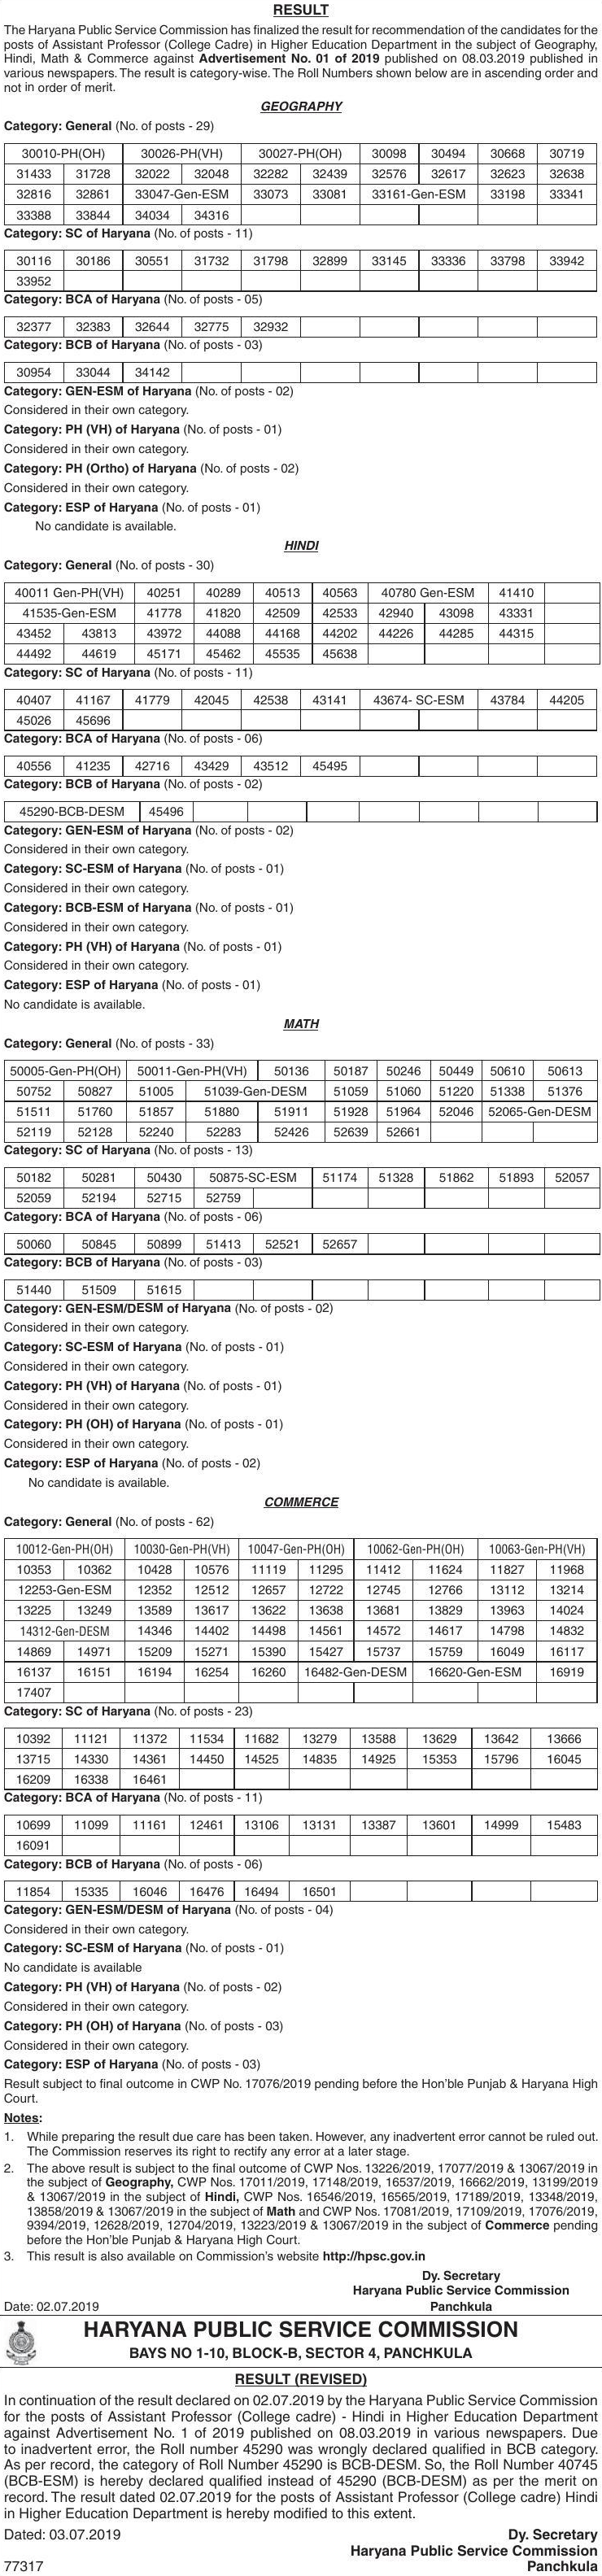 RESULT
The Haryana Public Service Commission has finalized the result for recommendation of the candidates for the
posts of Assistant Professor (College Cadre) in Higher Education Department in the subject of Geography,
Hindi, Math & Commerce against Advertisement No. 01 of 2019 published on 08.03.2019 published in
various newspapers. The result is category-wise. The Roll Numbers shown below are in ascending order and
not in order of merit.
GEOGRAPHY
Category: General (No. of posts - 29)
30010-PH(OH) 30026-PH(VH) 30027-PH(OH) 30098 30494 30668 30719
31433 31728 32022 32048 32282 32439 32576 32617 32623 32638
32816 32861 33047-Gen-ESM 33073 33081 33161-Gen-ESM 33198 33341
33388 33844 34034 34316
Category: SC of Haryana (No. of posts - 11)
30116 30186 30551 31732 31798 32899 33145 33336 33798 33942
33952
Category: BCA of Haryana (No. of posts - 05)
32377 32383 32644 32775 32932
Category: BCB of Haryana (No. of posts - 03)
30954 33044 34142
Category: GEN-ESM of Haryana (No. of posts - 02)
Considered in their own category.
Category: PH (VH) of Haryana (No. of posts - 01)
Considered in their own category.
Category: PH (Ortho) of Haryana (No. of posts - 02)
Considered in their own category.
Category: ESP of Haryana (No. of posts - 01)
No candidate is available.
HINDI
Category: General (No. of posts - 30)
40011 Gen-PH(VH) 40251 40289 40513 40563 40780 Gen-ESM 41410
41535-Gen-ESM 41778 41820 42509 42533 42940 43098 43331
43452 43813 43972 44088 44168 44202 44226 44285 44315
44492 44619 45171 45462 45535 45638
Category: SC of Haryana (No. of posts - 11)
40407 41167 41779 42045 42538 43141 43674- SC-ESM 43784 44205
45026 45696
Category: BCA of Haryana (No. of posts - 06)
40556 41235 42716 43429 43512 45495
Category: BCB of Haryana (No. of posts - 02)
45290-BCB-DESM 45496
Category: GEN-ESM of Haryana (No. of posts - 02)
Considered in their own category.
Category: SC-ESM of Haryana (No. of posts - 01)
Considered in their own category.
Category: BCB-ESM of Haryana (No. of posts - 01)
Considered in their own category.
Category: PH (VH) of Haryana (No. of posts - 01)
Considered in their own category.
Category: ESP of Haryana (No. of posts - 01)
No candidate is available.
MATH
Category: General (No. of posts - 33)
50005-Gen-PH(OH) 50011-Gen-PH(VH) 50136 50187 50246 50449 50610 50613
50752 50827 51005 51039-Gen-DESM 51059 51060 51220 51338 51376
51511 51760 51857 51880 51911 51928 51964 52046 52065-Gen-DESM
52119 52128 52240 52283 52426 52639 52661
Category: SC of Haryana (No. of posts - 13)
50182 50281 50430 50875-SC-ESM 51174 51328 51862 51893 52057
52059 52194 52715 52759
Category: BCA of Haryana (No. of posts - 06)
50060 50845 50899 51413 52521 52657
Category: BCB of Haryana (No. of posts - 03)
51440 51509 51615
Category: GEN-ESM/DESM of Haryana (No. of posts - 02)
Considered in their own category.
Category: SC-ESM of Haryana (No. of posts - 01)
Considered in their own category.
Category: PH (VH) of Haryana (No. of posts - 01)
Considered in their own category.
Category: PH (OH) of Haryana (No. of posts - 01)
Considered in their own category.
Category: ESP of Haryana (No. of posts - 02)
No candidate is available.
COMMERCE
Category: General (No. of posts - 62)
10012-Gen-PH(OH) 10030-Gen-PH(VH) 10047-Gen-PH(OH) 10062-Gen-PH(OH) 10063-Gen-PH(VH)
10353 10362 10428 10576 11119 11295 11412 11624 11827 11968
12253-Gen-ESM 12352 12512 12657 12722 12745 12766 13112 13214
13225 13249 13589 13617 13622 13638 13681 13829 13963 14024
14312-Gen-DESM 14346 14402 14498 14561 14572 14617 14798 14832
14869 14971 15209 15271 15390 15427 15737 15759 16049 16117
16137 16151 16194 16254 16260 16482-Gen-DESM 16620-Gen-ESM 16919
17407
Category: SC of Haryana (No. of posts - 23)
10392 11121 11372 11534 11682 13279 13588 13629 13642 13666
13715 14330 14361 14450 14525 14835 14925 15353 15796 16045
16209 16338 16461
Category: BCA of Haryana (No. of posts - 11)
10699 11099 11161 12461 13106 13131 13387 13601 14999 15483
16091
Category: BCB of Haryana (No. of posts - 06)
11854 15335 16046 16476 16494 16501
Category: GEN-ESM/DESM of Haryana (No. of posts - 04)
Considered in their own category.
Category: SC-ESM of Haryana (No. of posts - 01)
No candidate is available
Category: PH (VH) of Haryana (No. of posts - 02)
Considered in their own category.
Category: PH (OH) of Haryana (No. of posts - 03)
Considered in their own category.
Category: ESP of Haryana (No. of posts - 03)
Result subject to final outcome in CWP No. 17076/2019 pending before the Hon'ble Punjab & Haryana High
Court.
Notes:
1. While preparing the result due care has been taken. However, any inadvertent error cannot be ruled out.
The Commission reserves its right to rectify any error at a later stage.
2. The above result is subject to the final outcome of CWP Nos. 13226/2019, 17077/2019 & 13067/2019 in
the subject of Geography, CWP Nos. 17011/2019, 17148/2019, 16537/2019, 16662/2019, 13199/2019
& 13067/2019 in the subject of Hindi, CWP Nos. 16546/2019, 16565/2019, 17189/2019, 13348/2019,
13858/2019 & 13067/2019 in the subject of Math and CWP Nos. 17081/2019, 17109/2019, 17076/2019,
9394/2019, 12628/2019, 12704/2019, 13223/2019 & 13067/2019 in the subject of Commerce pending
before the Hon'ble Punjab & Haryana High Court.
3. This result is also available on Commission's website http://hpsc.gov.in
Dy. Secretary
Haryana Public Service Commission
Date: 02.07.2019 Panchkula
HARYANA PUBLIC SERVICE COMMISSION
BAYS NO 1-10, BLOCK-B, SECTOR 4, PANCHKULA
RESULT (REVISED)
In continuation of the result declared on 02.07.2019 by the Haryana Public Service Commission
for the posts of Assistant Professor (College cadre) - Hindi in Higher Education Department
against Advertisement No. 1 of 2019 published on 08.03.2019 in various newspapers. Due
to inadvertent error, the Roll number 45290 was wrongly declared qualified in BCB category.
As per record, the category of Roll Number 45290 is BCB-DESM. So, the Roll Number 40745
(BCB-ESM) is hereby declared qualified instead of 45290 (BCB-DESM) as per the merit on
record. The result dated 02.07.2019 for the posts of Assistant Professor (College cadre) Hindi
in Higher Education Department is hereby modified to this extent.
Dated: 03.07.2019 Dy. Secretary
Haryana Public Service Commission
77317 Panchkula